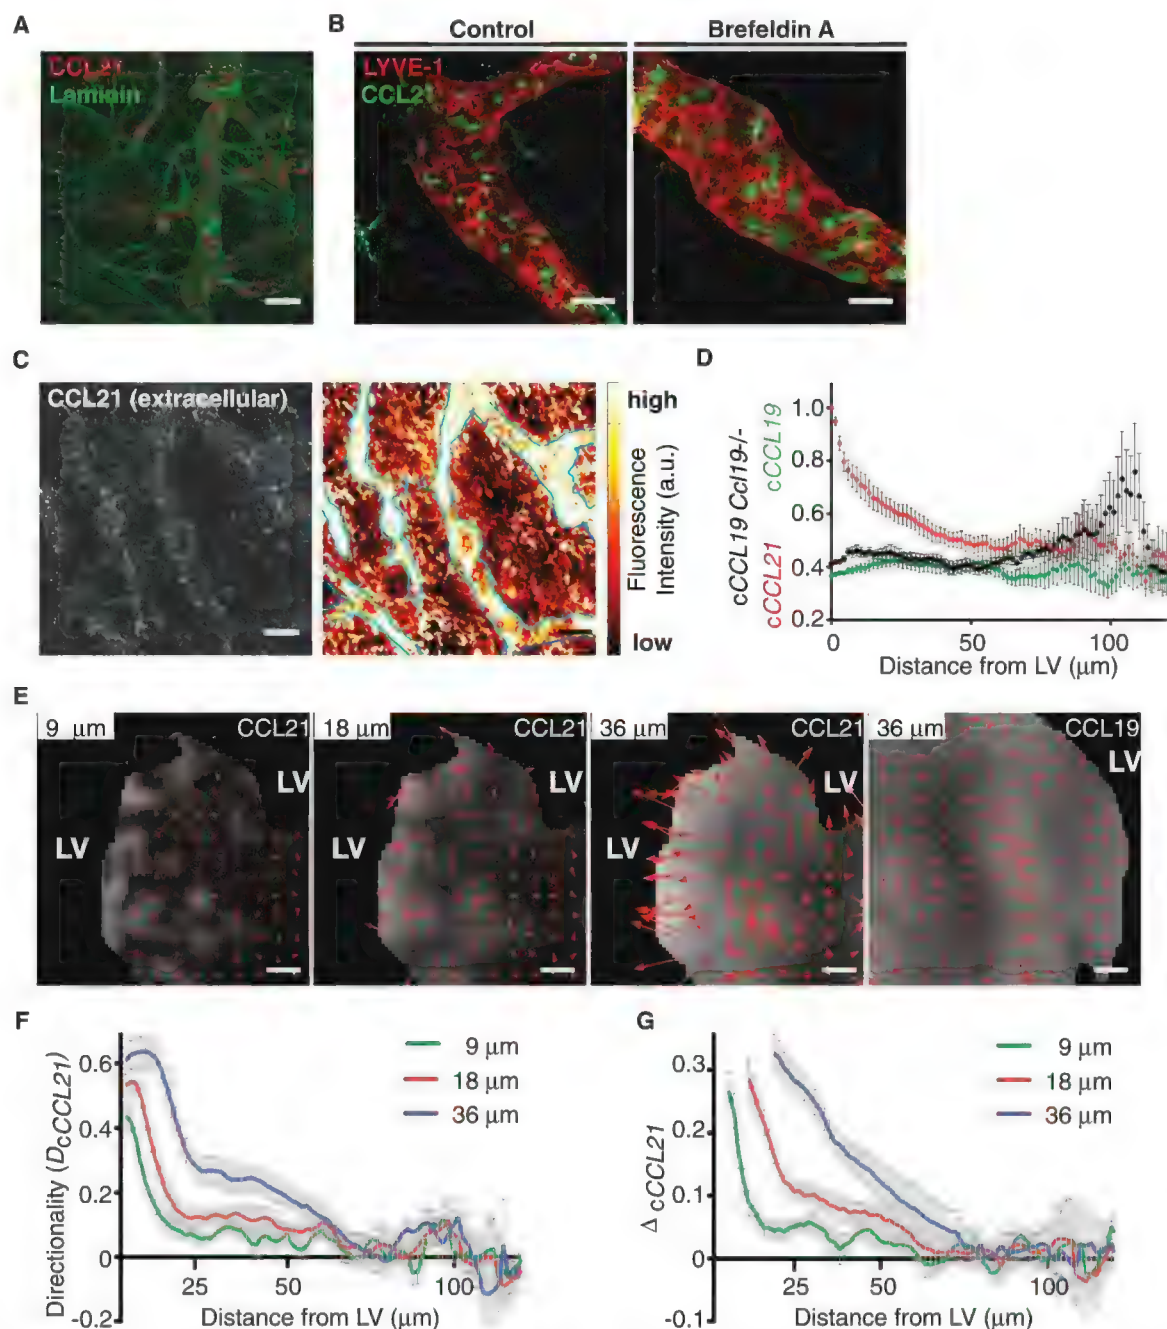 A
CCL21
Laminin
B
Control
Brefeldin A
LYVE-1
CCL21
C
CCL21 (extracellular)
high
Fluorescence
Intensity (a.u.)
low
D
cCCL21 cCCL19
cCCL19 Ccl19-/-
1.0
0.8
0.6
0.4
0.2
0
50
100
Distance from LV (μm)
E
9 μm
CCL21
LV
LV
18 μm
CCL21
LV
LV
36 μm
CCL21
LV
LV
36 μm
CCL19
LV
F
Directionality (DcCCL21)
0.6
0.4
0.2
0
-0.2
25
50
100
Distance from LV (μm)
9 μm
18 μm
36 μm
G
Δ cCCL21
0.3
0.2
0.1
0
-0.1
25
50
100
Distance from LV (μm)
9 μm
18 μm
36 μm